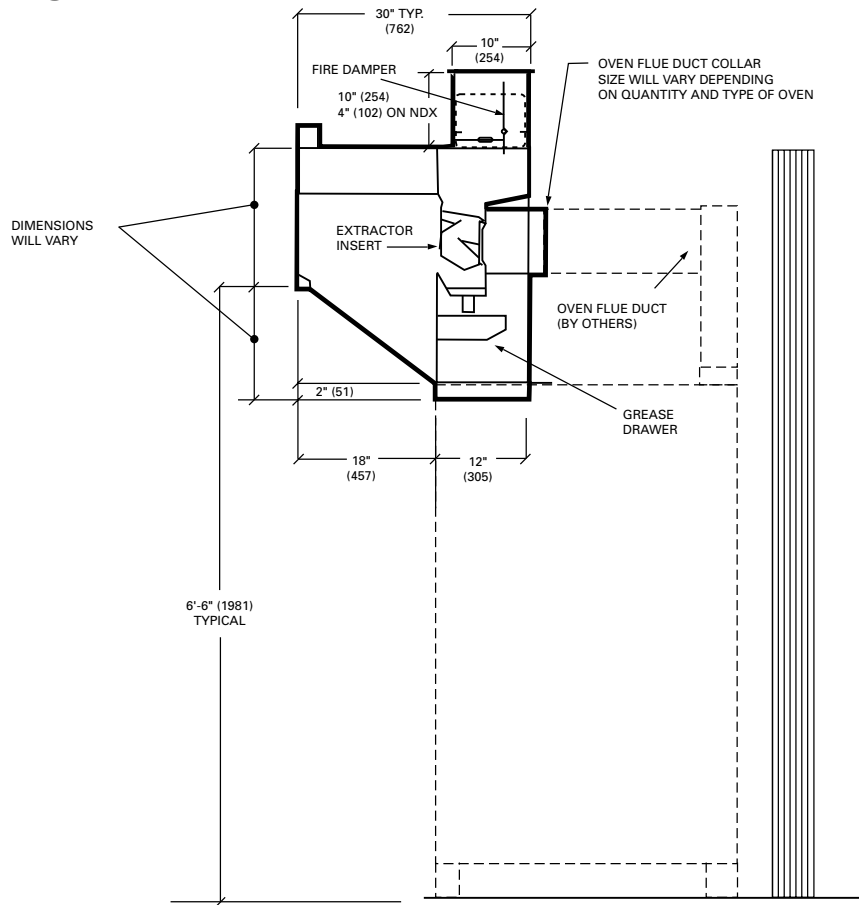 30" TYP.
(762)
10"
(254)
FIRE DAMPER
10" (254)
4" (102) ON NDX
OVEN FLUE DUCT COLLAR
SIZE WILL VARY DEPENDING
ON QUANTITY AND TYPE OF OVEN
DIMENSIONS
WILL VARY
EXTRACTOR
INSERT
OVEN FLUE DUCT
(BY OTHERS)
2" (51)
GREASE
DRAWER
18"
(457)
12"
(305)
6'-6" (1981)
TYPICAL